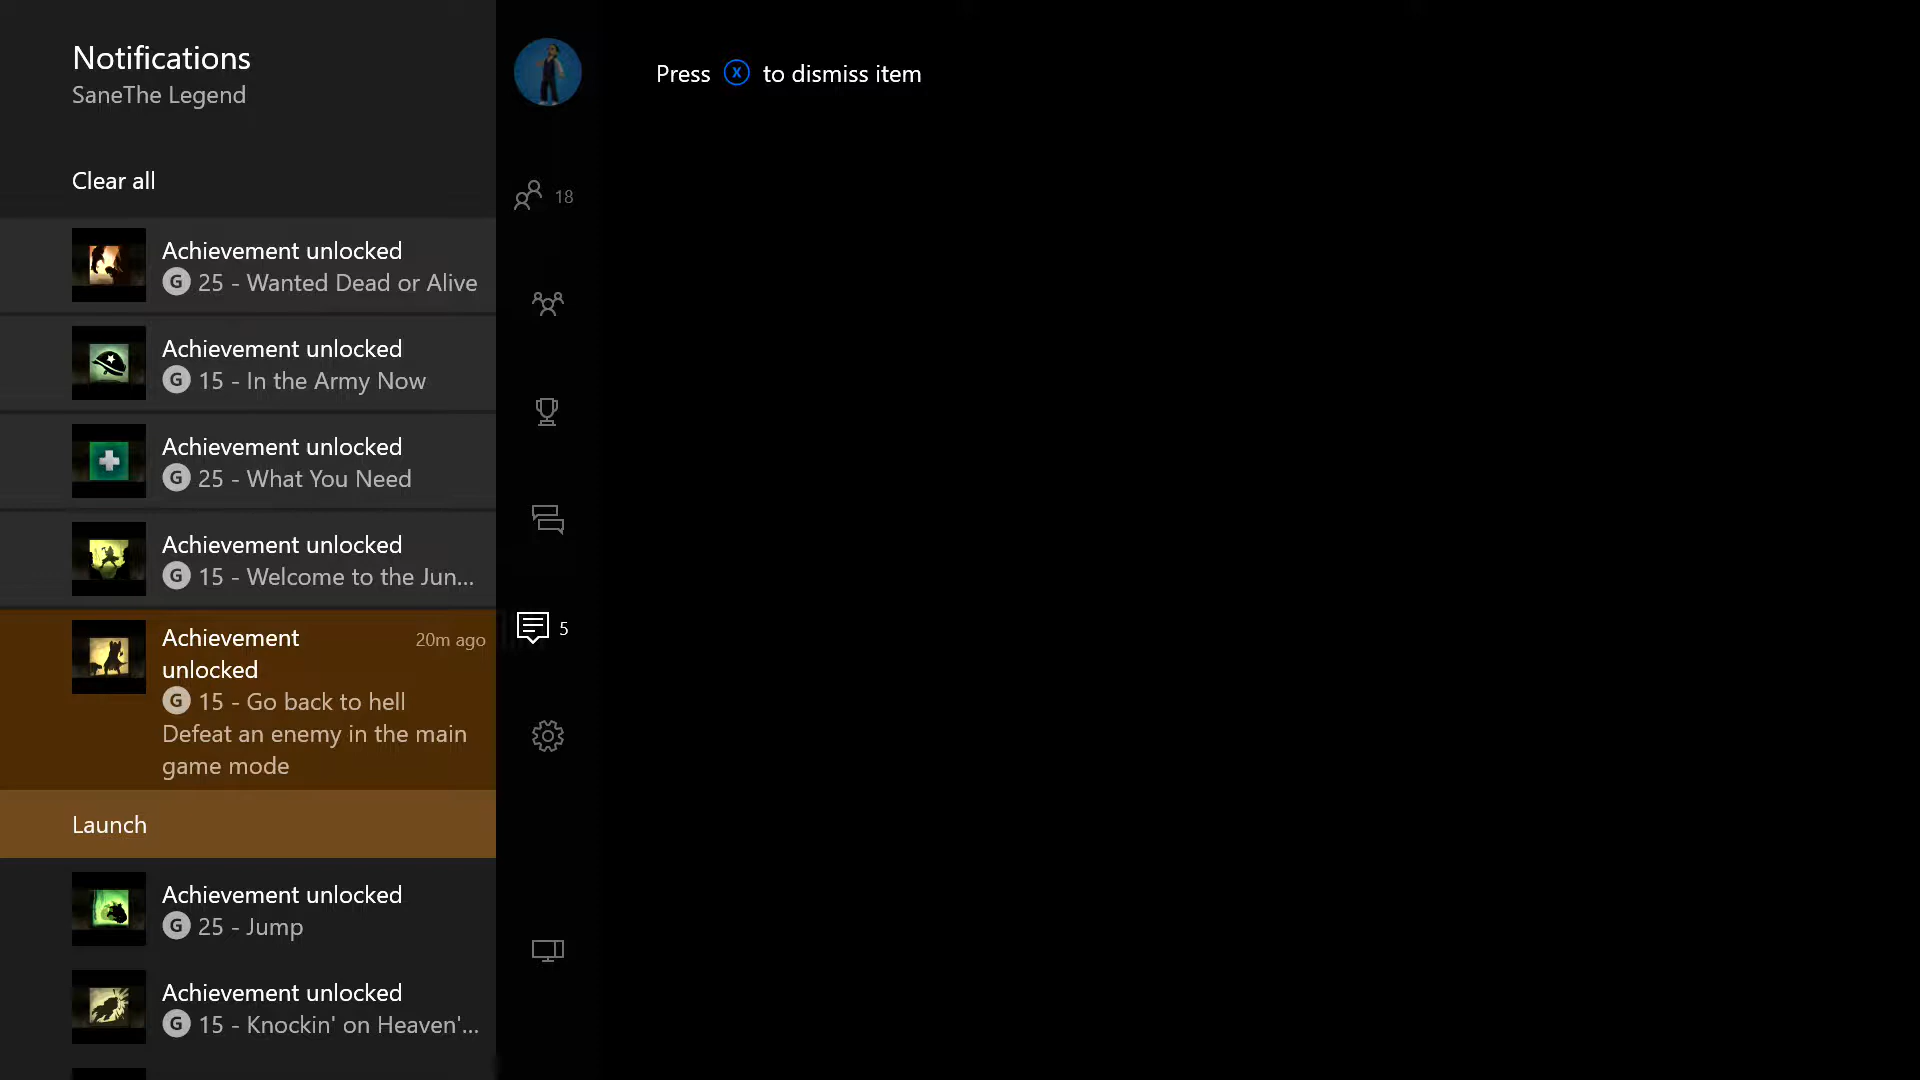 Notifications
SaneThe Legend
Clear all
Achievement unlocked
G 25 - Wanted Dead or Alive
Achievement unlocked
G 15 - In the Army Now
Achievement unlocked
G 25 - What You Need
Achievement unlocked
G 15 - Welcome to the Jun...
Achievement 20m ago
unlocked
G 15 - Go back to hell
Defeat an enemy in the main
game mode
Launch
Achievement unlocked
G 25 - Jump
Achievement unlocked
G 15 - Knockin' on Heaven'...
18
5
Press X to dismiss item